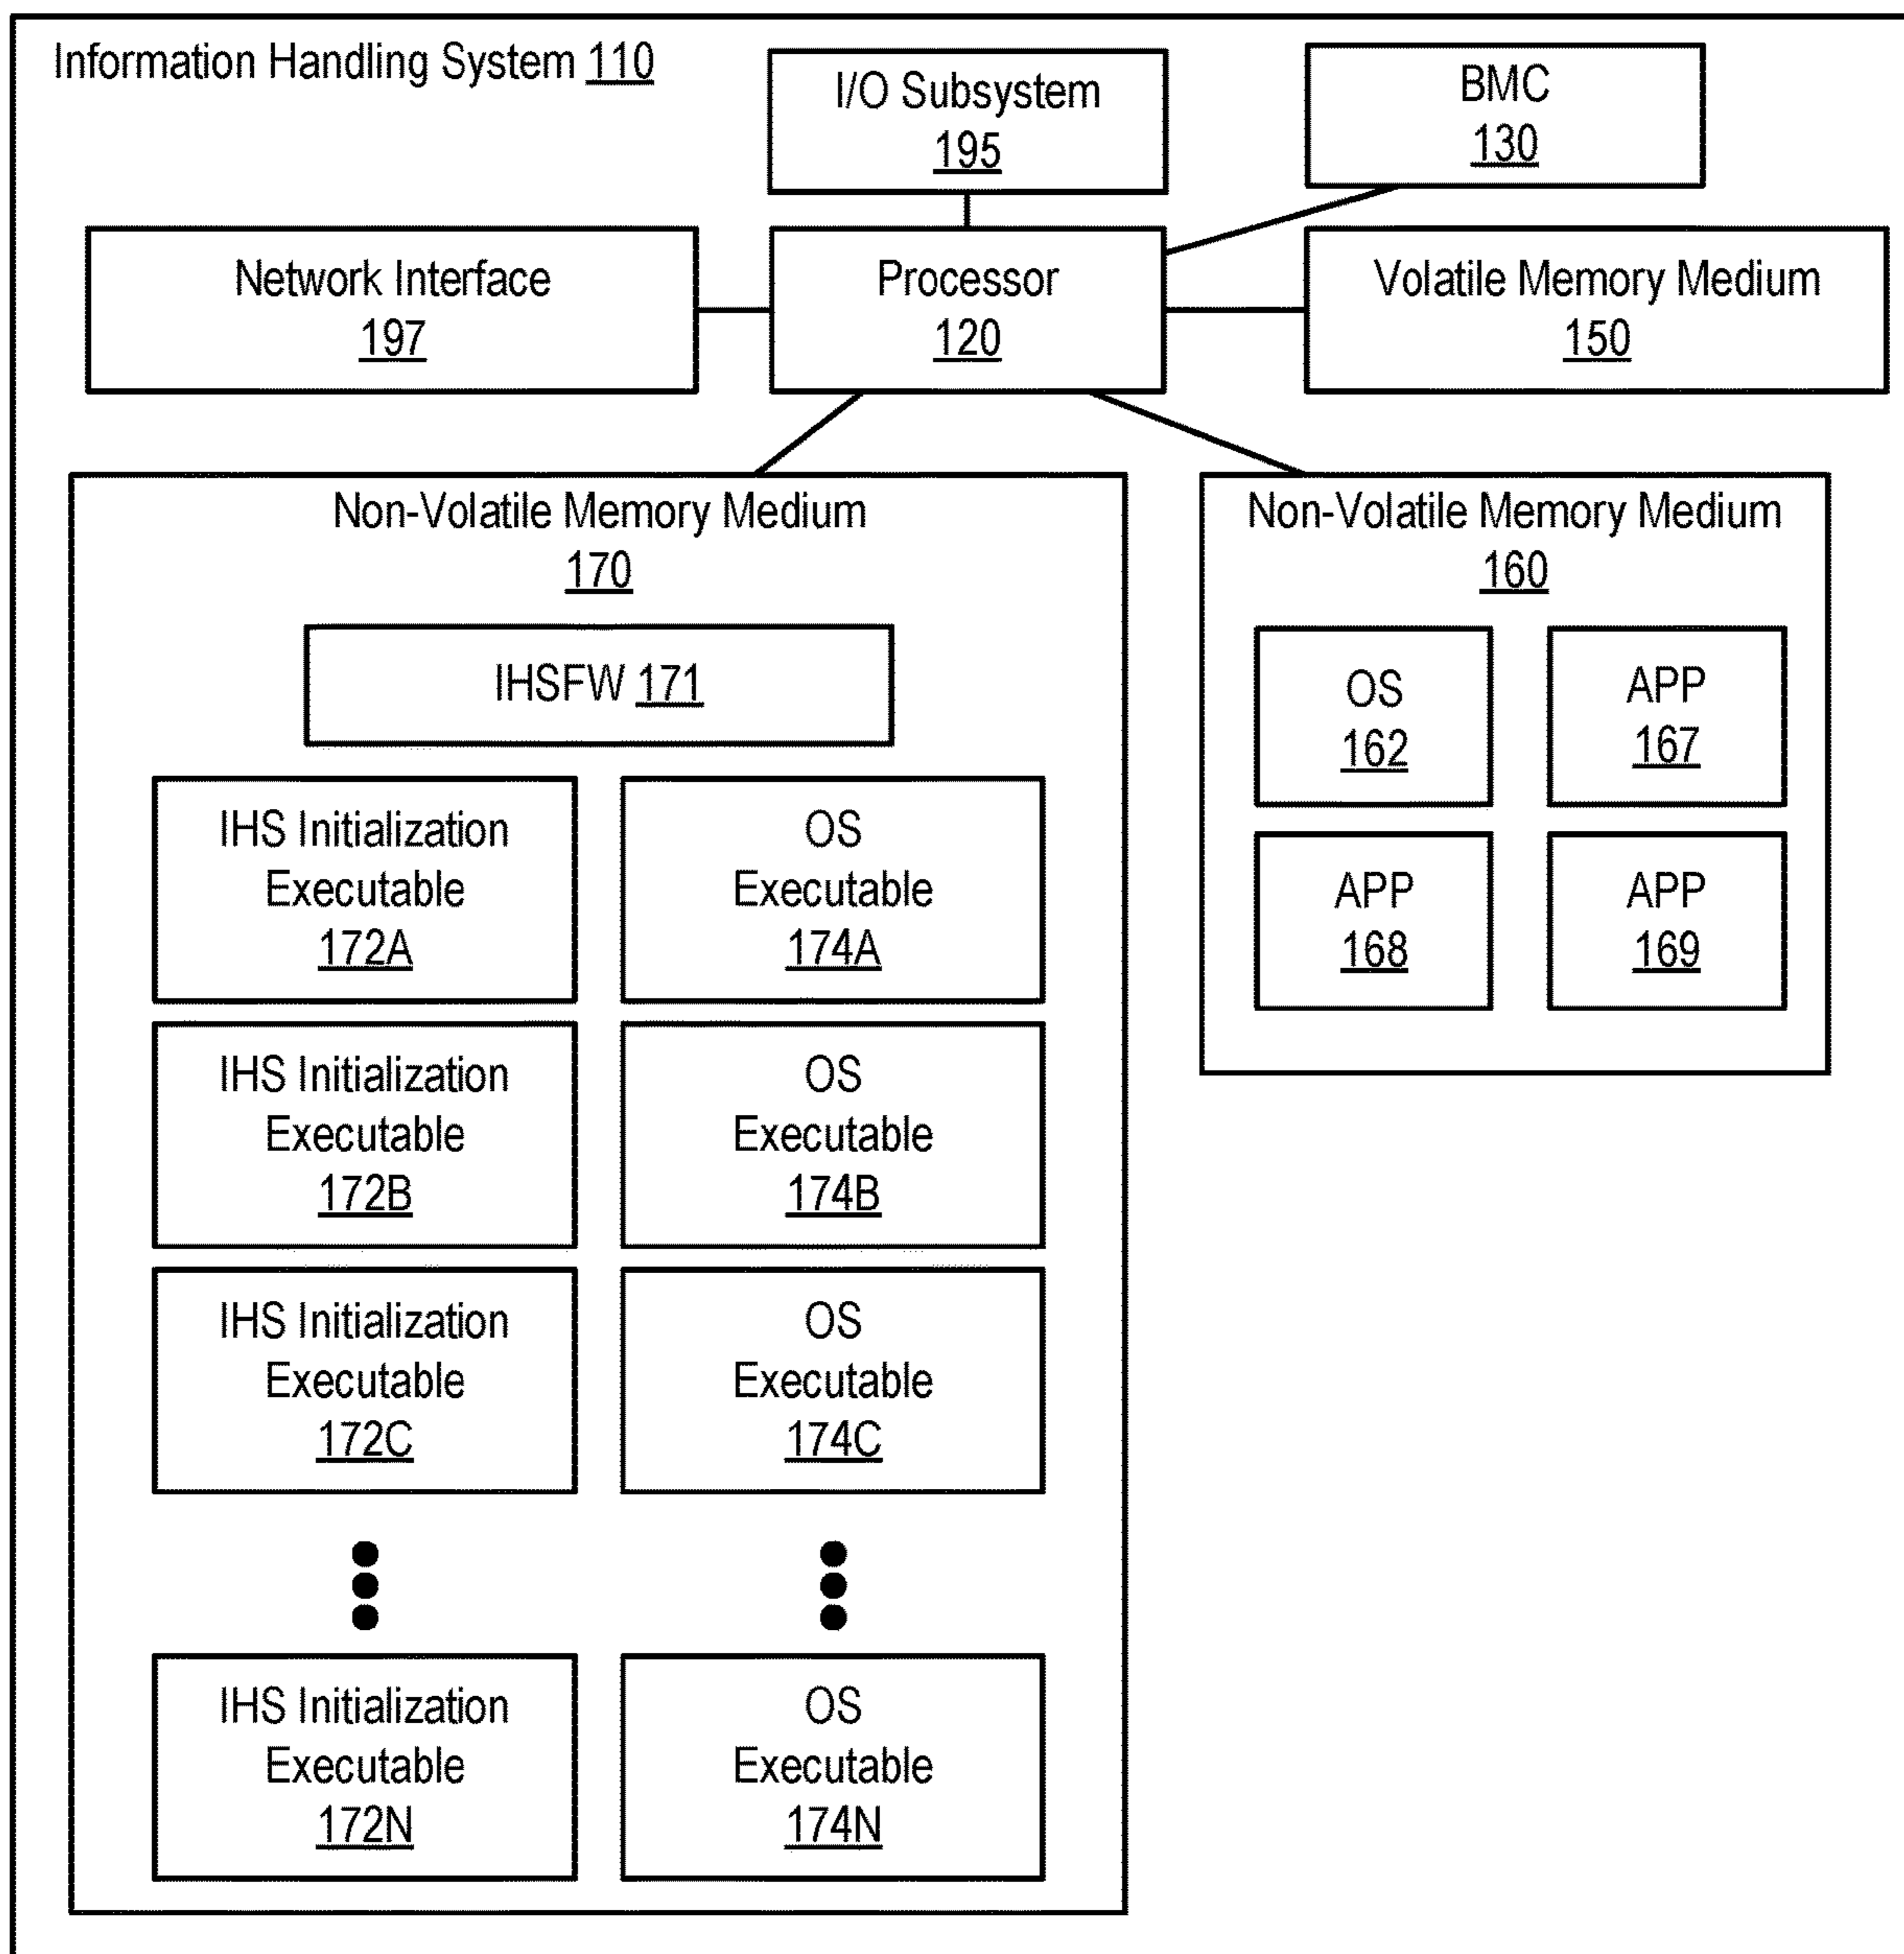 Information Handling System 110
I/O Subsystem
195
BMC
130
Network Interface
197
Processor
120
Volatile Memory Medium
150
Non-Volatile Memory Medium
170
IHSFW 171
IHS Initialization
Executable
172A
OS
Executable
174A
IHS Initialization
Executable
172B
OS
Executable
174B
IHS Initialization
Executable
172C
OS
Executable
174C
IHS Initialization
Executable
172N
OS
Executable
174N
Non-Volatile Memory Medium
160
OS
162
APP
167
APP
168
APP
169